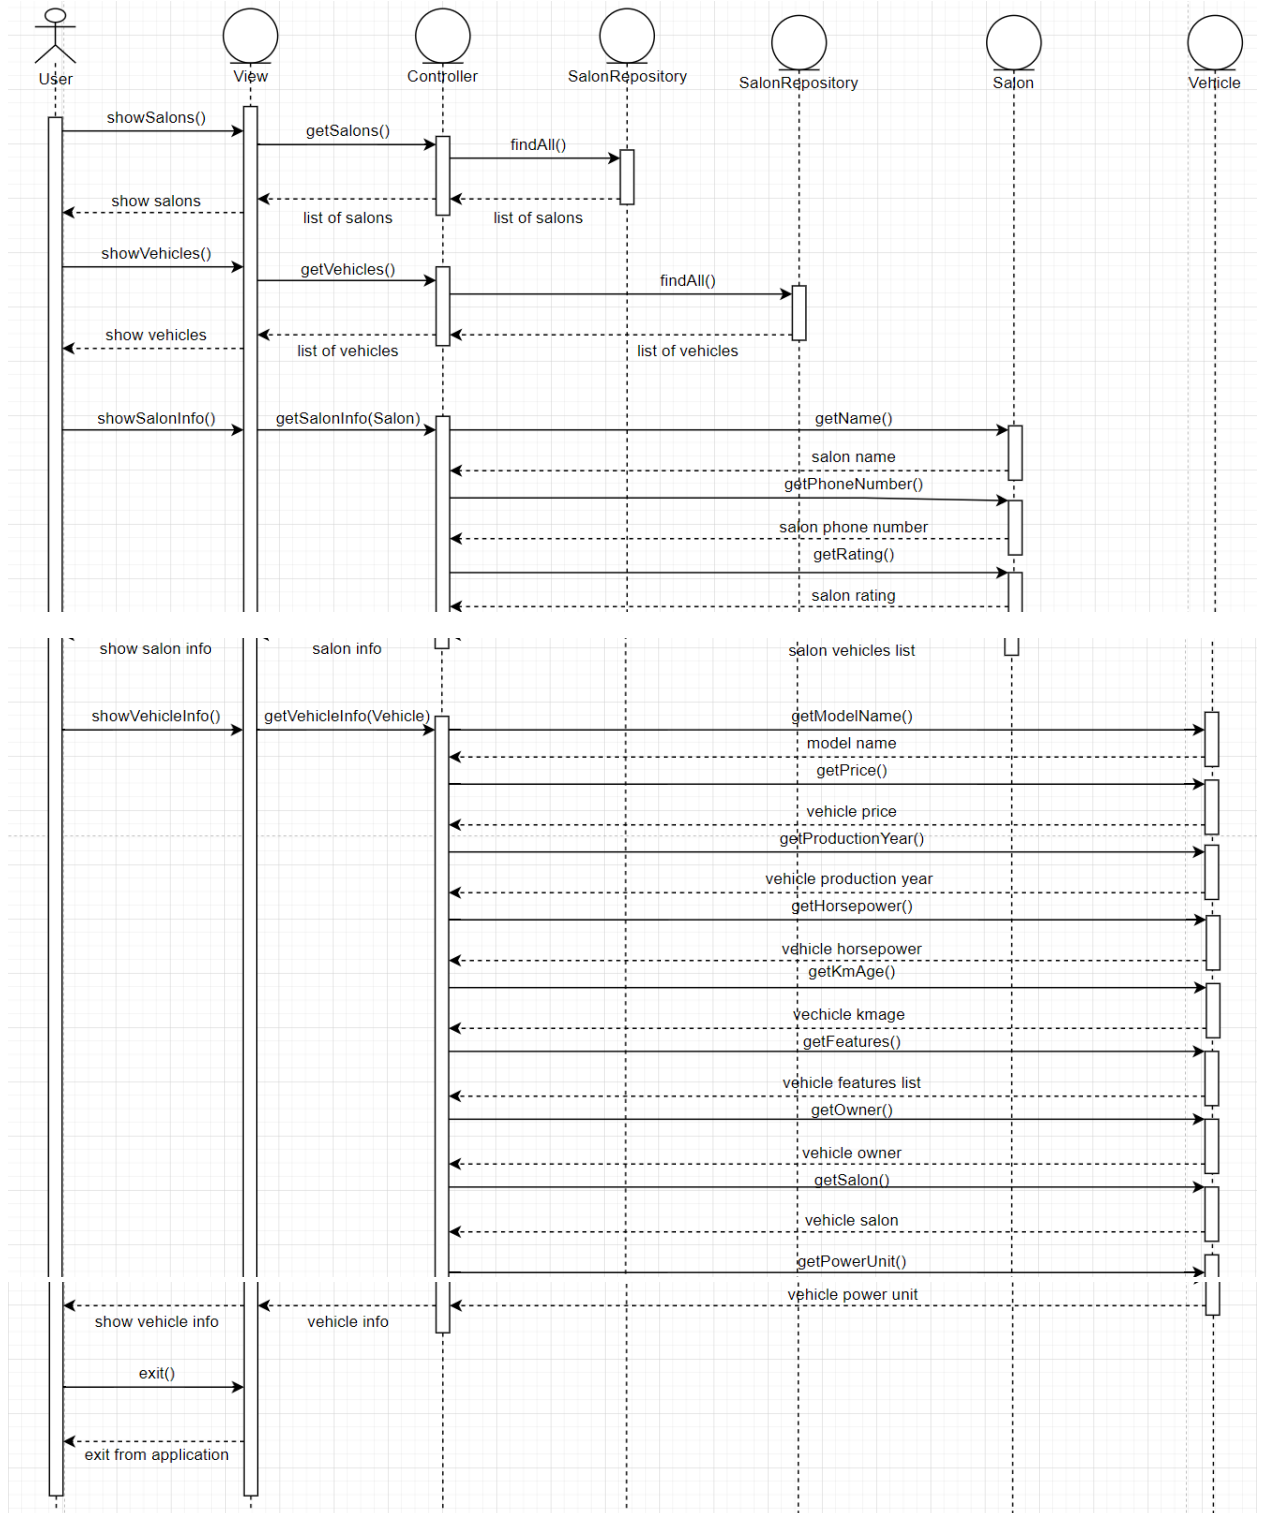 User
View
Controller
SalonRepository
SalonRepository
Salon
Vehicle
showSalons()
getSalons()
findAll()
show salons
list of salons
list of salons
showVehicles()
getVehicles()
findAll()
show vehicles
list of vehicles
list of vehicles
showSalonInfo()
getSalonInfo(Salon)
getName()
salon name
getPhoneNumber()
salon phone number
getRating()
salon rating
show salon info
salon info
salon vehicles list
showVehicleInfo()
getVehicleInfo(Vehicle)
getModelName()
model name
getPrice()
vehicle price
getProductionYear()
vehicle production year
getHorsepower()
vehicle horsepower
getKmAge()
vechicle kmage
getFeatures()
vehicle features list
getOwner()
vehicle owner
getSalon()
vehicle salon
getPowerUnit()
vehicle power unit
show vehicle info
vehicle info
exit()
exit from application